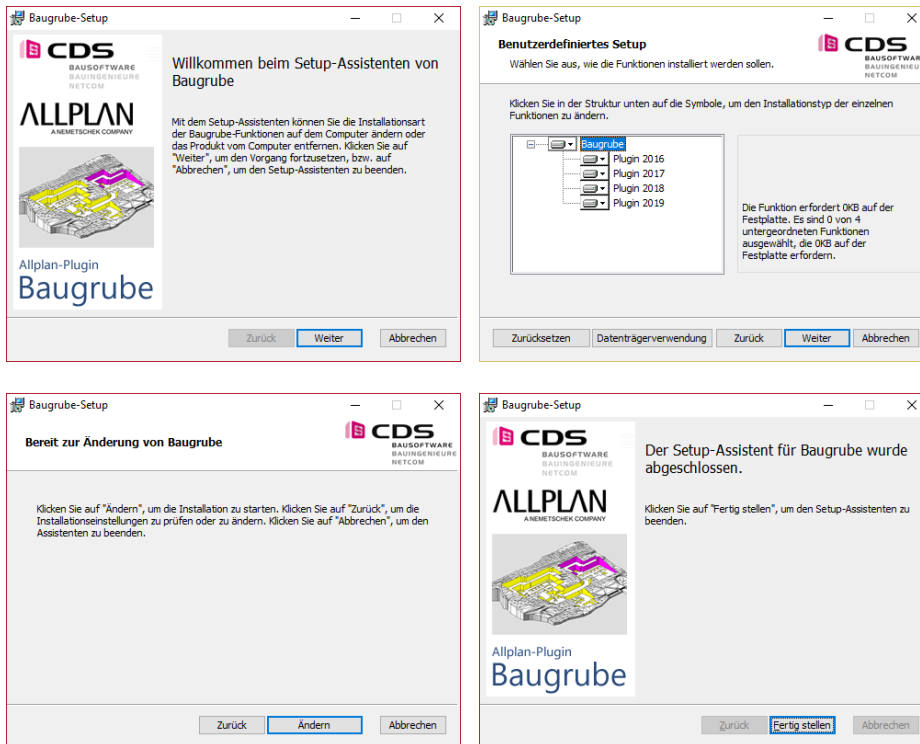 Baugrube-Setup
CDS
BAUSOFTWARE
BAUINGENIEURE
NETCOM
ALLPLAN
A NEMETSCHEK COMPANY
Allplan-Plugin
Baugrube
Willkommen beim Setup-Assistenten von
Baugrube
Mit dem Setup-Assistenten können Sie die Installationsart
der Baugrube-Funktionen auf dem Computer ändern oder
das Produkt vom Computer entfernen. Klicken Sie auf
"Weiter", um den Vorgang fortzusetzen, bzw. auf
"Abbrechen", um den Setup-Assistenten zu beenden.
Zurück Weiter Abbrechen
Baugrube-Setup
Benutzerdefiniertes Setup
Wählen Sie aus, wie die Funktionen installiert werden sollen.
CDS
BAUSOFTWAR
BAUINGENIEU
NETCOM
Klicken Sie in der Struktur unten auf die Symbole, um den Installationstyp der einzelnen
Funktionen zu ändern.
Baugrube
Plugin 2016
Plugin 2017
Plugin 2018
Plugin 2019
Die Funktion erfordert 0KB auf der
Festplatte. Es sind 0 von 4
untergeordneten Funktionen
ausgewählt, die 0KB auf der
Festplatte erfordern.
Zurücksetzen Datenträgerverwendung Zurück Weiter Abbrechen
Baugrube-Setup
Bereit zur Änderung von Baugrube
CDS
BAUSOFTWARE
BAUINGENIEURE
NETCOM
Klicken Sie auf "Ändern", um die Installation zu starten. Klicken Sie auf "Zurück", um die
Installationseinstellungen zu prüfen oder zu ändern. Klicken Sie auf "Abbrechen", um den
Assistenten zu beenden.
Zurück Ändern Abbrechen
Baugrube-Setup
CDS
BAUSOFTWARE
BAUINGENIEURE
NETCOM
ALLPLAN
A NEMETSCHEK COMPANY
Allplan-Plugin
Baugrube
Der Setup-Assistent für Baugrube wurde
abgeschlossen.
Klicken Sie auf "Fertig stellen", um den Setup-Assistenten zu
beenden.
Zurück Fertig stellen Abbrechen